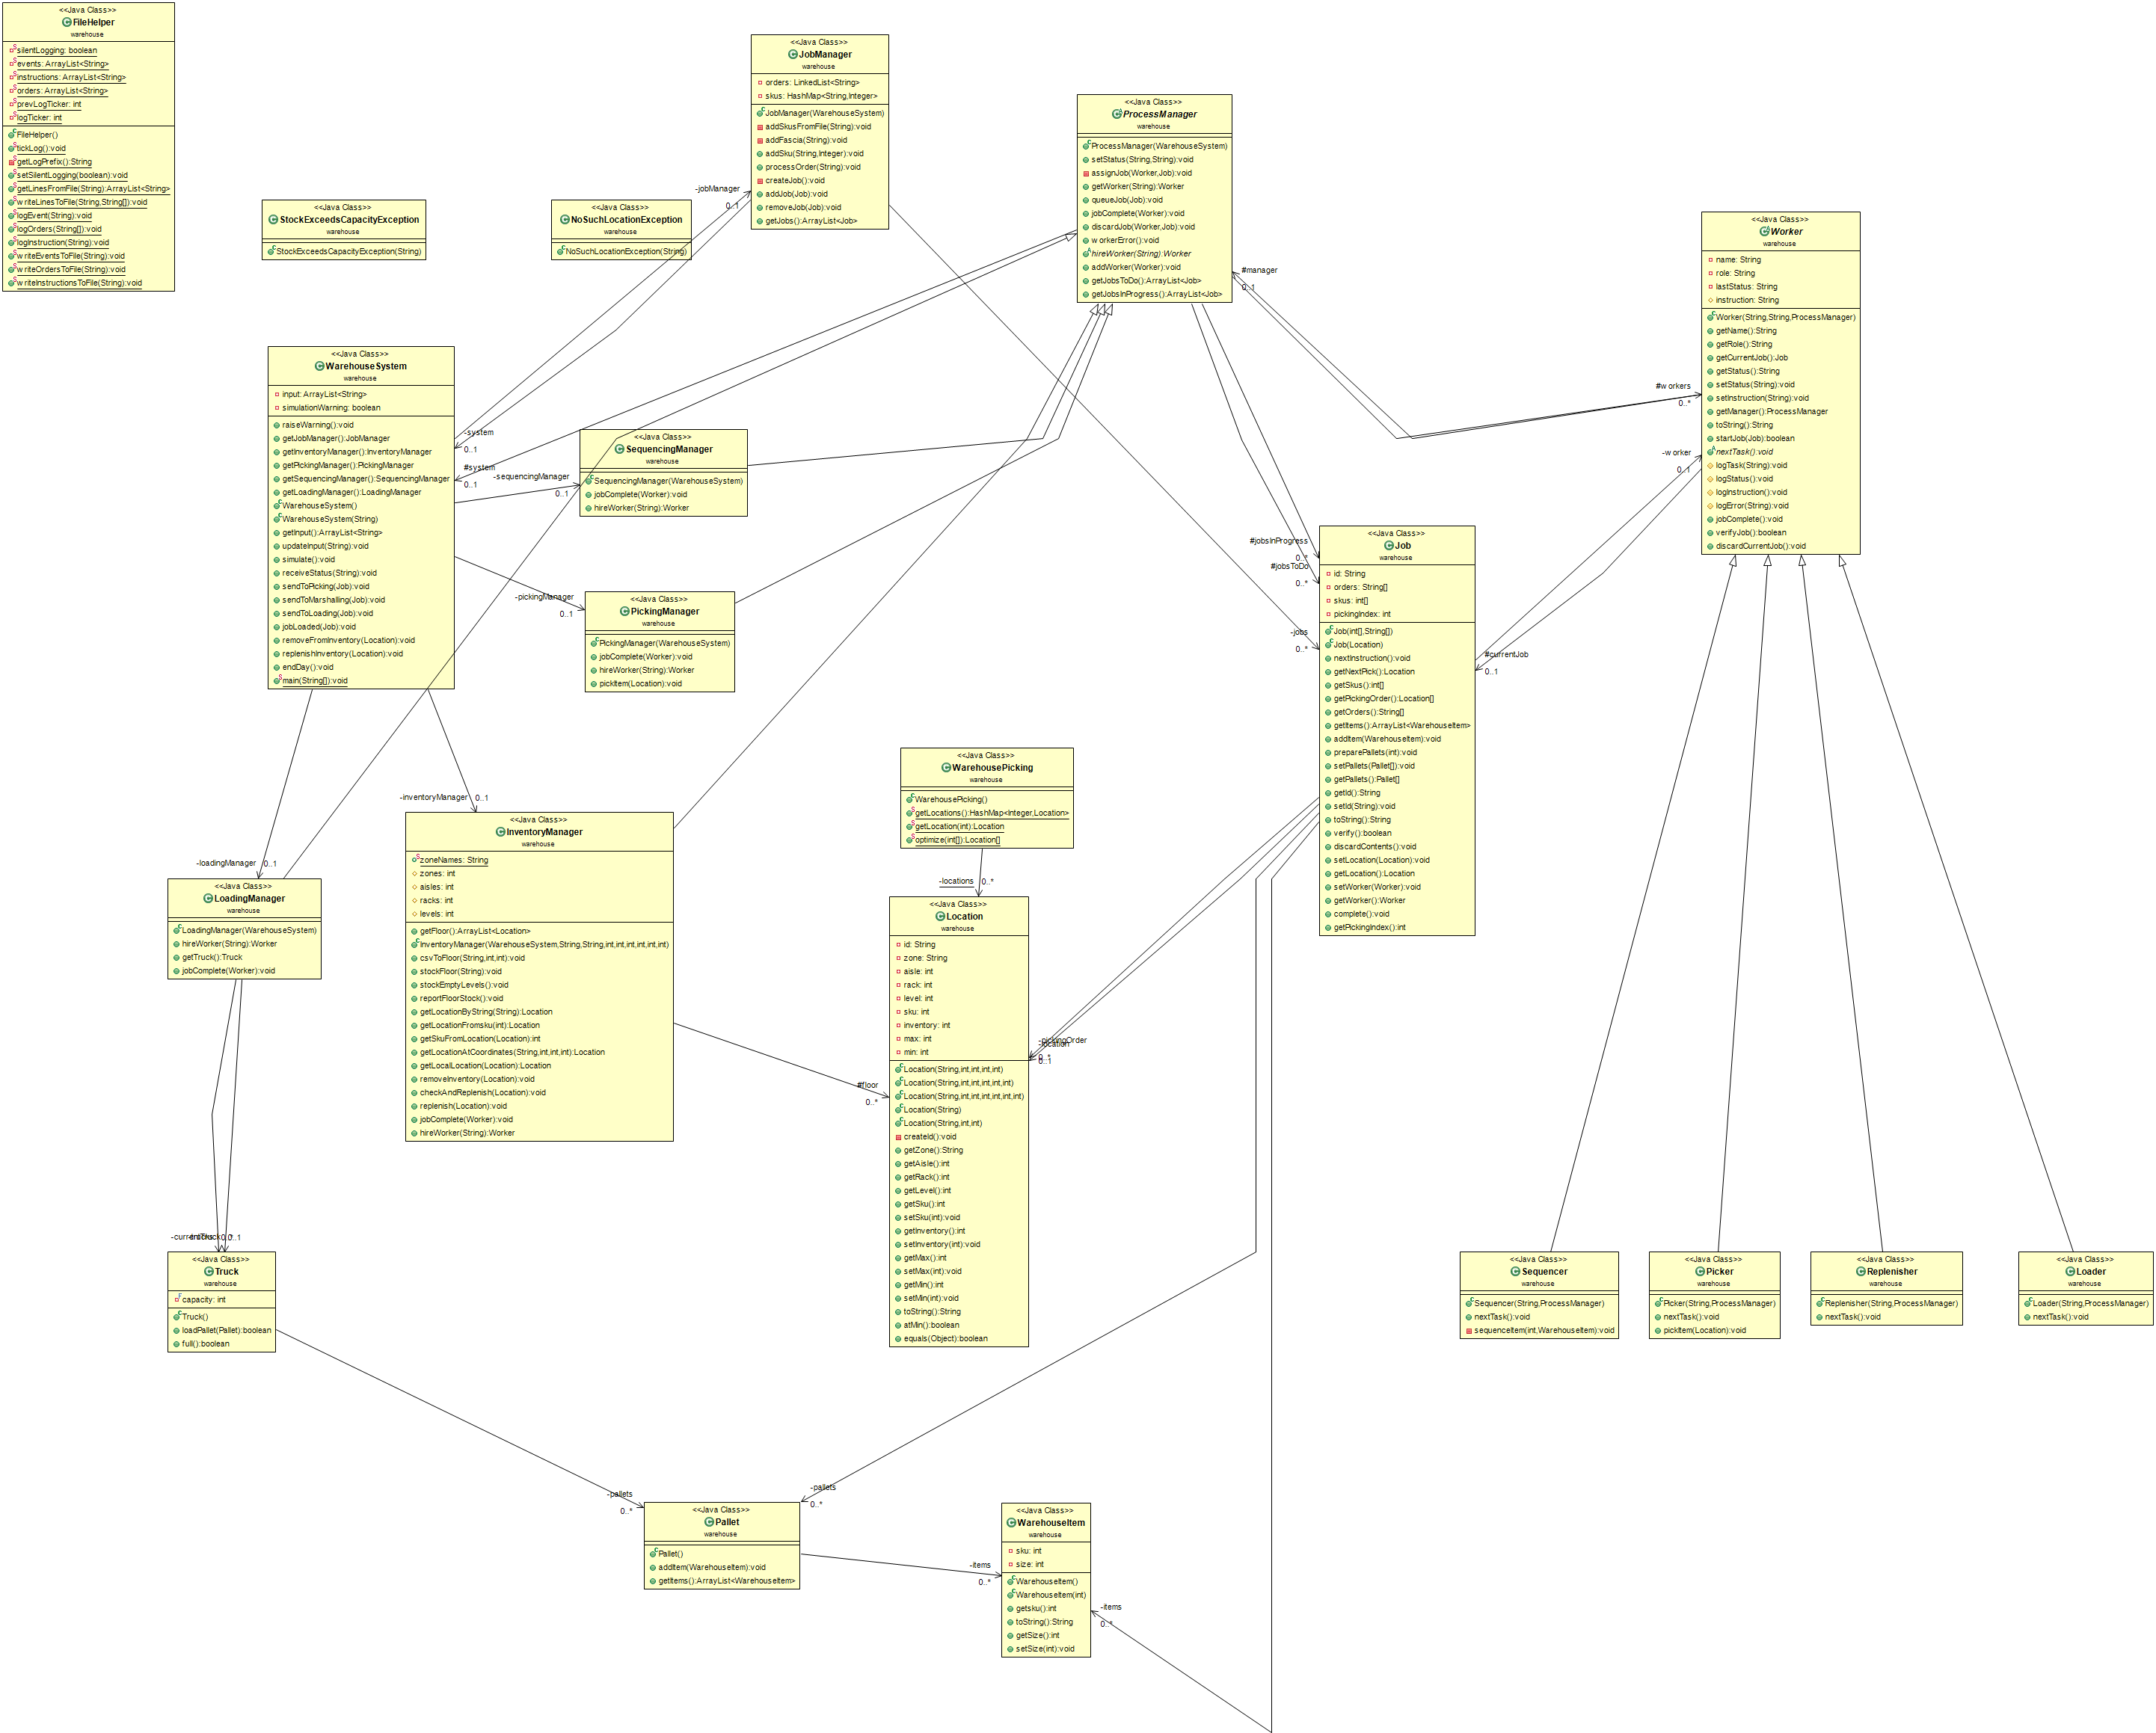 <<Java Class>>
FileHelper
warehouse
silentLogging: boolean
events: ArrayList<String>
instructions: ArrayList<String>
orders: ArrayList<String>
prevLogTicker: int
logTicker: int
FileHelper()
tickLog():void
getLogPrefix():String
setSilentLogging(boolean):void
getLinesFromFile(String):ArrayList<String>
writeLinesToFile(String,String[]):void
logEvent(String):void
logOrders(String[]):void
logInstruction(String):void
writeEventsToFile(String):void
writeOrdersToFile(String):void
writeInstructionsToFile(String):void
<<Java Class>>
StockExceedsCapacityException
warehouse
StockExceedsCapacityException(String)
<<Java Class>>
NoSuchLocationException
warehouse
NoSuchLocationException(String)
<<Java Class>>
JobManager
warehouse
orders: LinkedList<String>
skus: HashMap<String,Integer>
JobManager(WarehouseSystem)
addSkusFromFile(String):void
addFascia(String):void
addSku(String,Integer):void
processOrder(String):void
createJob():void
addJob(Job):void
removeJob(Job):void
getJobs():ArrayList<Job>
-jobManager
0..1
<<Java Class>>
ProcessManager
warehouse
ProcessManager(WarehouseSystem)
setStatus(String,String):void
assignJob(Worker,Job):void
getWorker(String):Worker
queueJob(Job):void
jobComplete(Worker):void
discardJob(Worker,Job):void
workerError():void
hireWorker(String):Worker
addWorker(Worker):void
getJobsToDo():ArrayList<Job>
getJobsInProgress():ArrayList<Job>
#manager
0..1
<<Java Class>>
Worker
warehouse
name: String
role: String
lastStatus: String
instruction: String
Worker(String,String,ProcessManager)
getName():String
getRole():String
getCurrentJob():Job
getStatus():String
setStatus(String):void
setInstruction(String):void
getManager():ProcessManager
toString():String
startJob(Job):boolean
nextTask():void
logTask(String):void
logStatus():void
logInstruction():void
logError(String):void
jobComplete():void
verifyJob():boolean
discardCurrentJob():void
#workers
0..*
-worker
0..1
<<Java Class>>
WarehouseSystem
warehouse
input: ArrayList<String>
simulationWarning: boolean
raiseWarning():void
getJobManager():JobManager
getInventoryManager():InventoryManager
getPickingManager():PickingManager
getSequencingManager():SequencingManager
getLoadingManager():LoadingManager
WarehouseSystem()
WarehouseSystem(String)
getInput():ArrayList<String>
updateInput(String):void
simulate():void
receiveStatus(String):void
sendToPicking(Job):void
sendToMarshalling(Job):void
sendToLoading(Job):void
jobLoaded(Job):void
removeFromInventory(Location):void
replenishInventory(Location):void
endDay():void
main(String[]):void
-system
0..1
#system
0..1
-sequencingManager
0..1
<<Java Class>>
SequencingManager
warehouse
SequencingManager(WarehouseSystem)
jobComplete(Worker):void
hireWorker(String):Worker
-pickingManager
0..1
<<Java Class>>
PickingManager
warehouse
PickingManager(WarehouseSystem)
jobComplete(Worker):void
hireWorker(String):Worker
pickItem(Location):void
#jobsInProgress
0..*
#jobsToDo
0..*
-jobs
0..*
<<Java Class>>
Job
warehouse
id: String
orders: String[]
skus: int[]
pickingIndex: int
Job(int[],String[])
Job(Location)
nextInstruction():void
getNextPick():Location
getSkus():int[]
getPickingOrder():Location[]
getOrders():String[]
getItems():ArrayList<WarehouseItem>
addItem(WarehouseItem):void
preparePallets(int):void
setPallets(Pallet[]):void
getPallets():Pallet[]
getId():String
setId(String):void
toString():String
verify():boolean
discardContents():void
setLocation(Location):void
getLocation():Location
setWorker(Worker):void
getWorker():Worker
complete():void
getPickingIndex():int
#currentJob
0..1
<<Java Class>>
WarehousePicking
warehouse
WarehousePicking()
getLocations():HashMap<Integer,Location>
getLocation(int):Location
optimize(int[]):Location[]
-locations
0..*
-inventoryManager
0..1
<<Java Class>>
InventoryManager
warehouse
zoneNames: String
zones: int
aisles: int
racks: int
levels: int
getFloor():ArrayList<Location>
InventoryManager(WarehouseSystem,String,String,int,int,int,int,int,int)
csvToFloor(String,int,int):void
stockFloor(String):void
stockEmptyLevels():void
reportFloorStock():void
getLocationByString(String):Location
getLocationFromsku(int):Location
getSkuFromLocation(Location):int
getLocationAtCoordinates(String,int,int,int):Location
getLocalLocation(Location):Location
removeInventory(Location):void
checkAndReplenish(Location):void
replenish(Location):void
jobComplete(Worker):void
hireWorker(String):Worker
#floor
0..*
-loadingManager
0..1
<<Java Class>>
LoadingManager
warehouse
LoadingManager(WarehouseSystem)
hireWorker(String):Worker
getTruck():Truck
jobComplete(Worker):void
<<Java Class>>
Location
warehouse
id: String
zone: String
aisle: int
rack: int
level: int
sku: int
inventory: int
max: int
min: int
Location(String,int,int,int,int)
Location(String,int,int,int,int,int)
Location(String,int,int,int,int,int,int)
Location(String)
Location(String,int,int)
createId():void
getZone():String
getAisle():int
getRack():int
getLevel():int
getSku():int
setSku(int):void
getInventory():int
setInventory(int):void
getMax():int
setMax(int):void
getMin():int
setMin(int):void
toString():String
atMin():boolean
equals(Object):boolean
-pickingOrder
-location
0..*
0..1
-currentTruck
0..1
<<Java Class>>
Truck
warehouse
capacity: int
Truck()
loadPallet(Pallet):boolean
full():boolean
<<Java Class>>
Sequencer
warehouse
Sequencer(String,ProcessManager)
nextTask():void
sequenceItem(int,WarehouseItem):void
<<Java Class>>
Picker
warehouse
Picker(String,ProcessManager)
nextTask():void
pickItem(Location):void
<<Java Class>>
Replenisher
warehouse
Replenisher(String,ProcessManager)
nextTask():void
<<Java Class>>
Loader
warehouse
Loader(String,ProcessManager)
nextTask():void
-pallets
0..*
-pallets
0..*
<<Java Class>>
Pallet
warehouse
Pallet()
addItem(WarehouseItem):void
getItems():ArrayList<WarehouseItem>
-items
0..*
<<Java Class>>
WarehouseItem
warehouse
sku: int
size: int
WarehouseItem()
WarehouseItem(int)
getsku():int
toString():String
getSize():int
setSize(int):void
-items
0..*